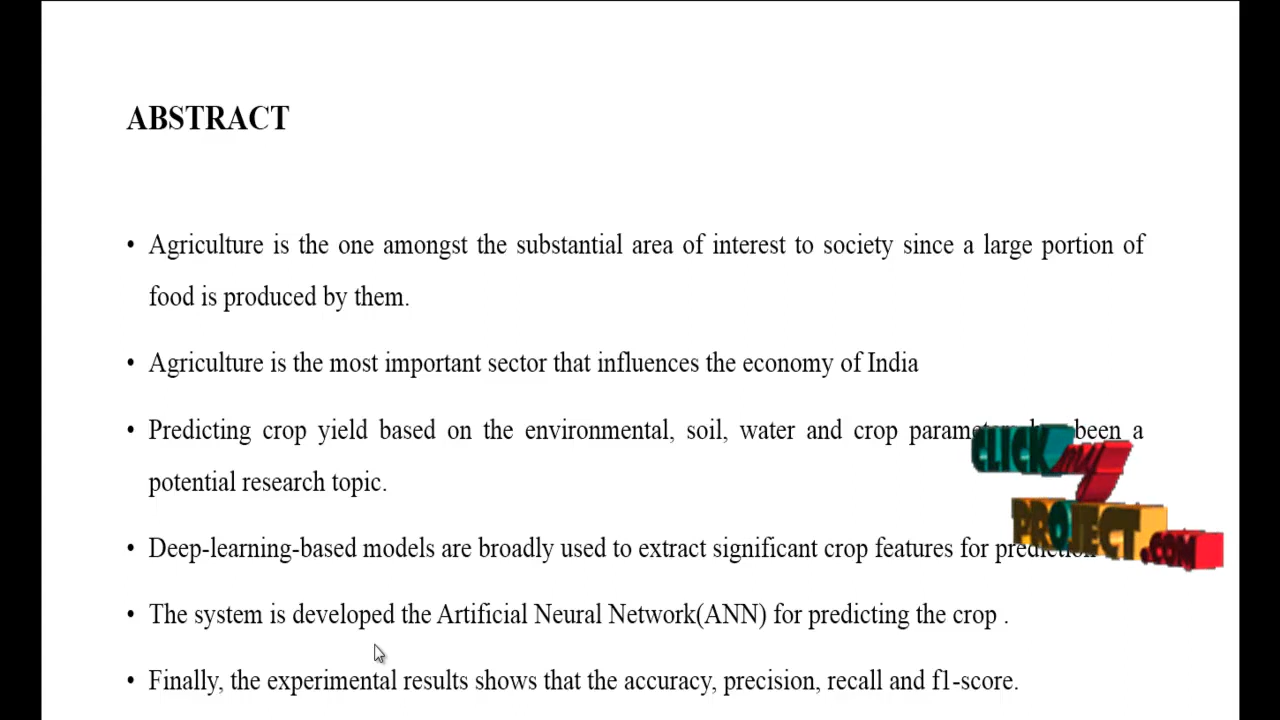 ABSTRACT
• Agriculture is the one amongst the substantial area of interest to society since a large portion of
food is produced by them.
• Agriculture is the most important sector that influences the economy of India
• Predicting crop yield based on the environmental, soil, water and crop been a
potential research topic.
• Deep-learning-based models are broadly used to extract significant crop features for prediction
• The system is developed the Artificial Neural Network(ANN) for predicting the crop .
• Finally, the experimental results shows that the accuracy, precision, recall and f1-score.
CLICK my
PROJECT.COM